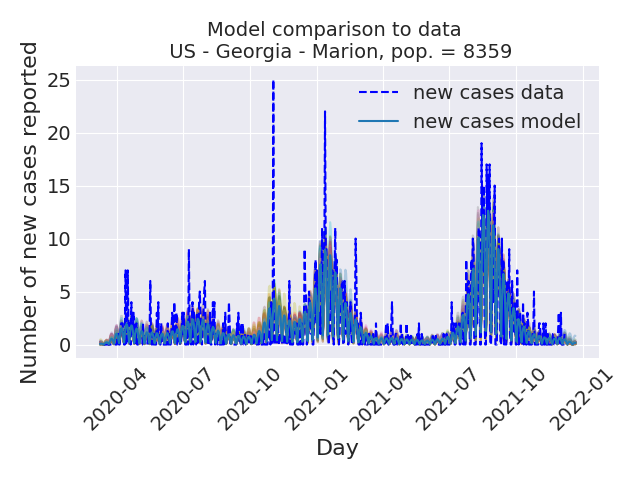 Model comparison to data
US - Georgia - Marion, pop. = 8359
Number of new cases reported
25
20
15
10
5
0
new cases data
new cases model
2020-04
2020-07
2020-10
2021-01
2021-04
2021-07
2021-10
2022-01
Day